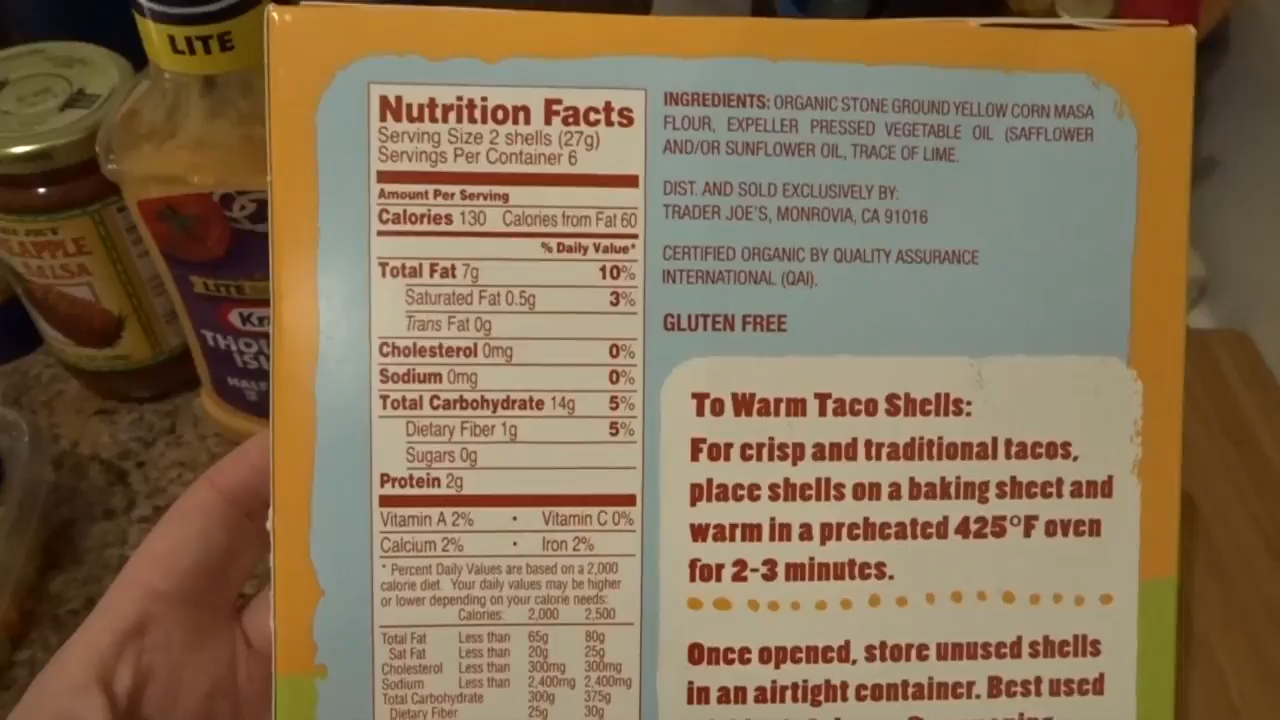 LITE
APPLE
SALSA
LITE
THOU
ISL
HALF
Nutrition Facts
Serving Size 2 shells (27g)
Servings Per Container 6
Amount Per Serving
Calories 130 Calories from Fat 60
% Daily Value*
Total Fat 7g 10%
Saturated Fat 0.5g 3%
Trans Fat 0g
Cholesterol 0mg 0%
Sodium 0mg 0%
Total Carbohydrate 14g 5%
Dietary Fiber 1g 5%
Sugars 0g
Protein 2g
Vitamin A 2% • Vitamin C 0%
Calcium 2% • Iron 2%
* Percent Daily Values are based on a 2,000
calorie diet. Your daily values may be higher
or lower depending on your calorie needs:
Calories: 2,000 2,500
Total Fat Less than 65g 80g
Sat Fat Less than 20g 25g
Cholesterol Less than 300mg 300mg
Sodium Less than 2,400mg 2,400mg
Total Carbohydrate 300g 375g
Dietary Fiber 25g 30g
INGREDIENTS: ORGANIC STONE GROUND YELLOW CORN MASA
FLOUR, EXPELLER PRESSED VEGETABLE OIL (SAFFLOWER
AND/OR SUNFLOWER OIL, TRACE OF LIME.
DIST. AND SOLD EXCLUSIVELY BY:
TRADER JOE'S, MONROVIA, CA 91016
CERTIFIED ORGANIC BY QUALITY ASSURANCE
INTERNATIONAL (QAI).
GLUTEN FREE
To Warm Taco Shells:
For crisp and traditional tacos,
place shells on a baking sheet and
warm in a preheated 425°F oven
for 2-3 minutes.
Once opened, store unused shells
in an airtight container. Best used